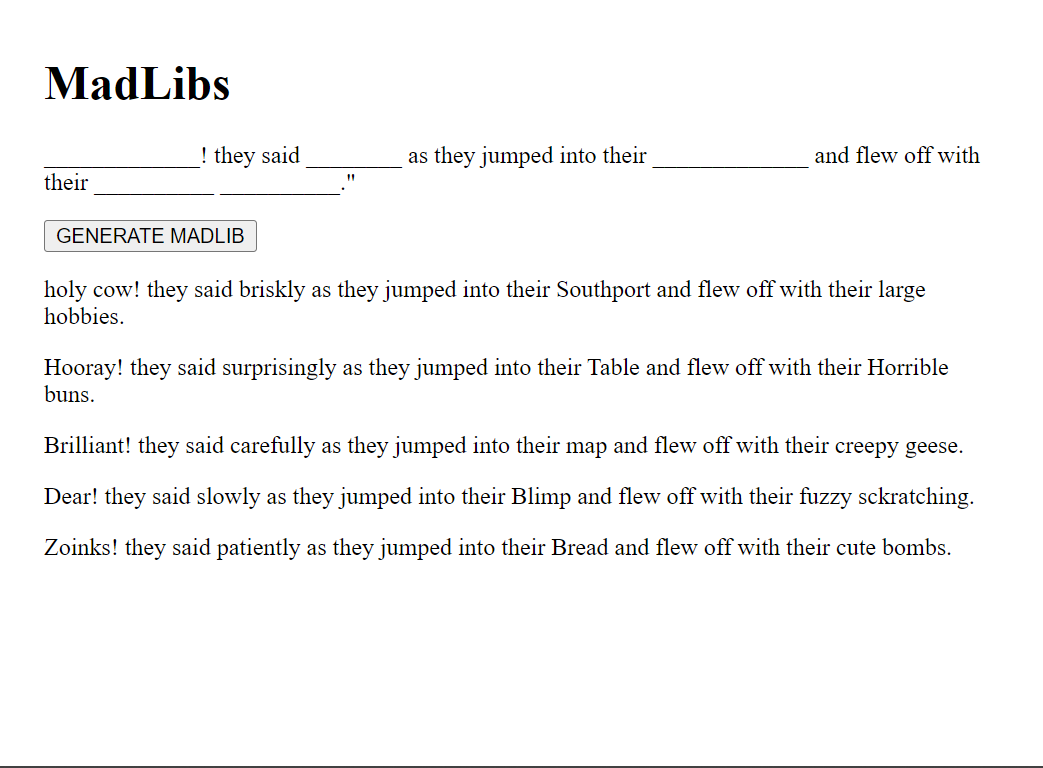 MadLibs
_____________! they said ________ as they jumped into their _____________ and flew off with
their __________ __________."
GENERATE MADLIB
holy cow! they said briskly as they jumped into their Southport and flew off with their large
hobbies.
Hooray! they said surprisingly as they jumped into their Table and flew off with their Horrible
buns.
Brilliant! they said carefully as they jumped into their map and flew off with their creepy geese.
Dear! they said slowly as they jumped into their Blimp and flew off with their fuzzy sckratching.
Zoinks! they said patiently as they jumped into their Bread and flew off with their cute bombs.